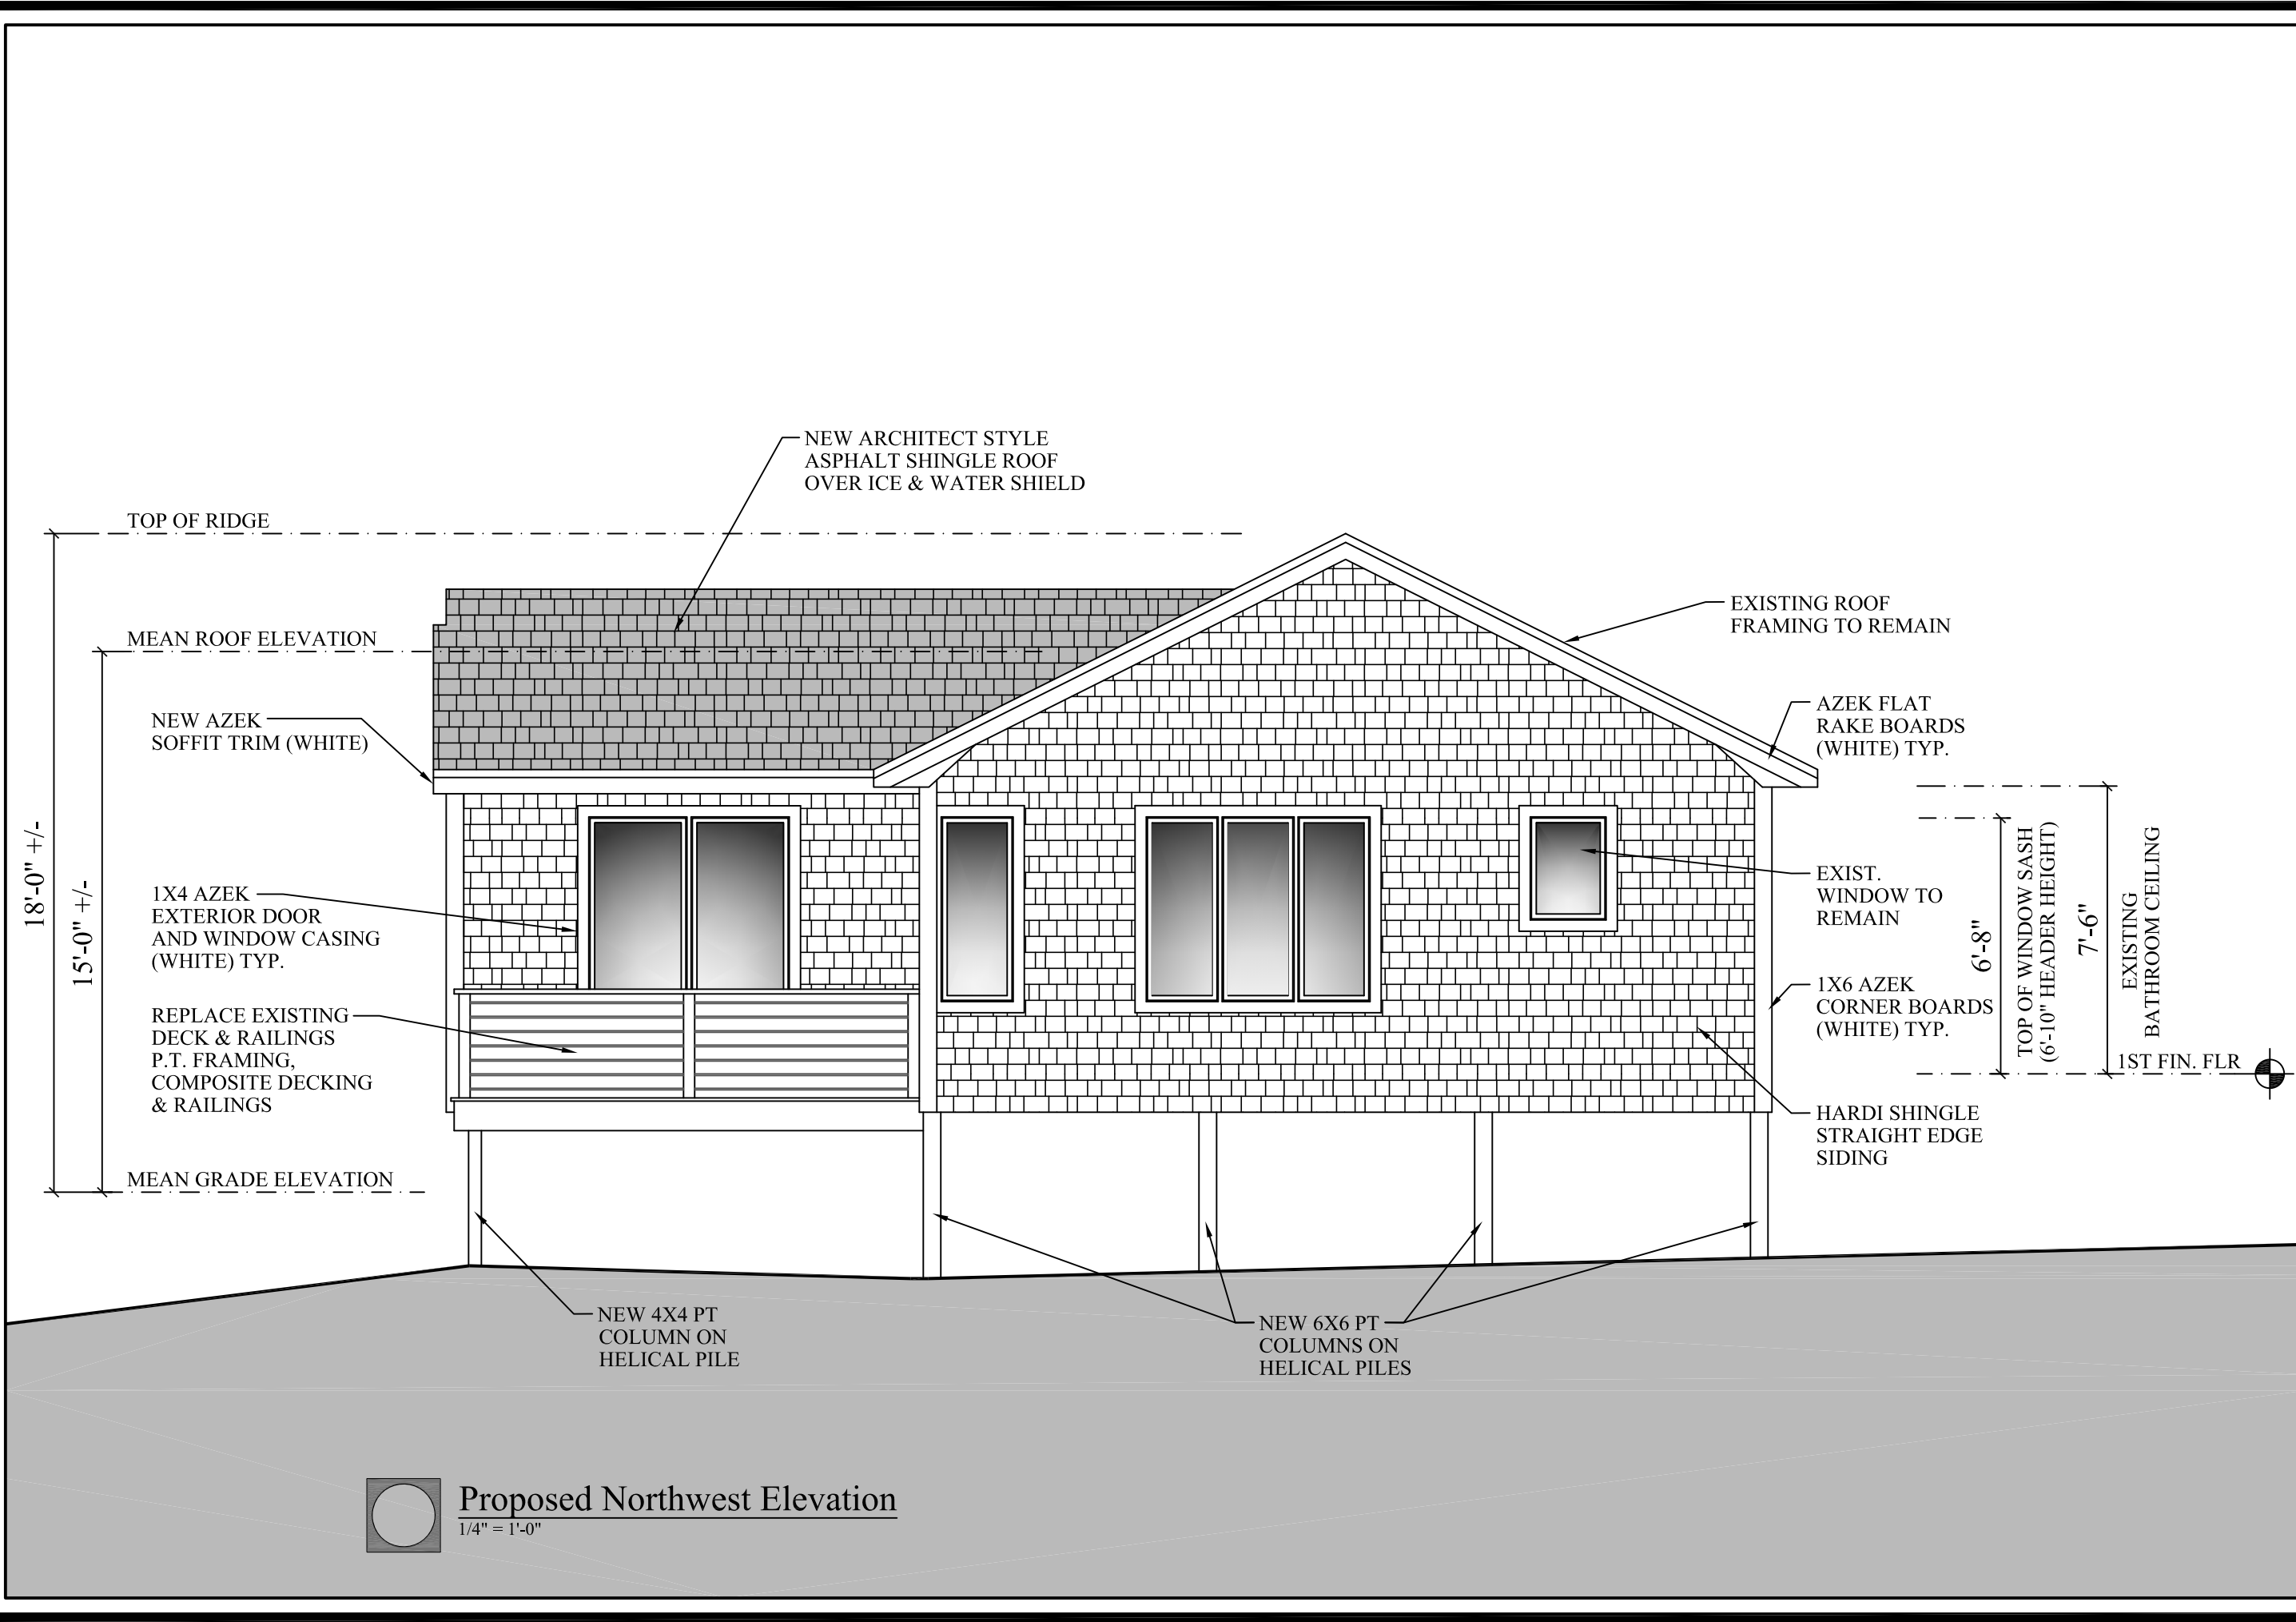 NEW ARCHITECT STYLE
ASPHALT SHINGLE ROOF
OVER ICE & WATER SHIELD
TOP OF RIDGE
EXISTING ROOF
FRAMING TO REMAIN
MEAN ROOF ELEVATION
NEW AZEK
SOFFIT TRIM (WHITE)
AZEK FLAT
RAKE BOARDS
(WHITE) TYP.
18'-0" +/-
15'-0" +/-
1X4 AZEK
EXTERIOR DOOR
AND WINDOW CASING
(WHITE) TYP.
EXIST.
WINDOW TO
REMAIN
6'-8"
TOP OF WINDOW SASH
(6'-10" HEADER HEIGHT)
7'-6"
EXISTING
BATHROOM CEILING
REPLACE EXISTING
DECK & RAILINGS
P.T. FRAMING,
COMPOSITE DECKING
& RAILINGS
1X6 AZEK
CORNER BOARDS
(WHITE) TYP.
1ST FIN. FLR
HARDI SHINGLE
STRAIGHT EDGE
SIDING
MEAN GRADE ELEVATION
NEW 4X4 PT
COLUMN ON
HELICAL PILE
NEW 6X6 PT
COLUMNS ON
HELICAL PILES
Proposed Northwest Elevation
1/4" = 1'-0"